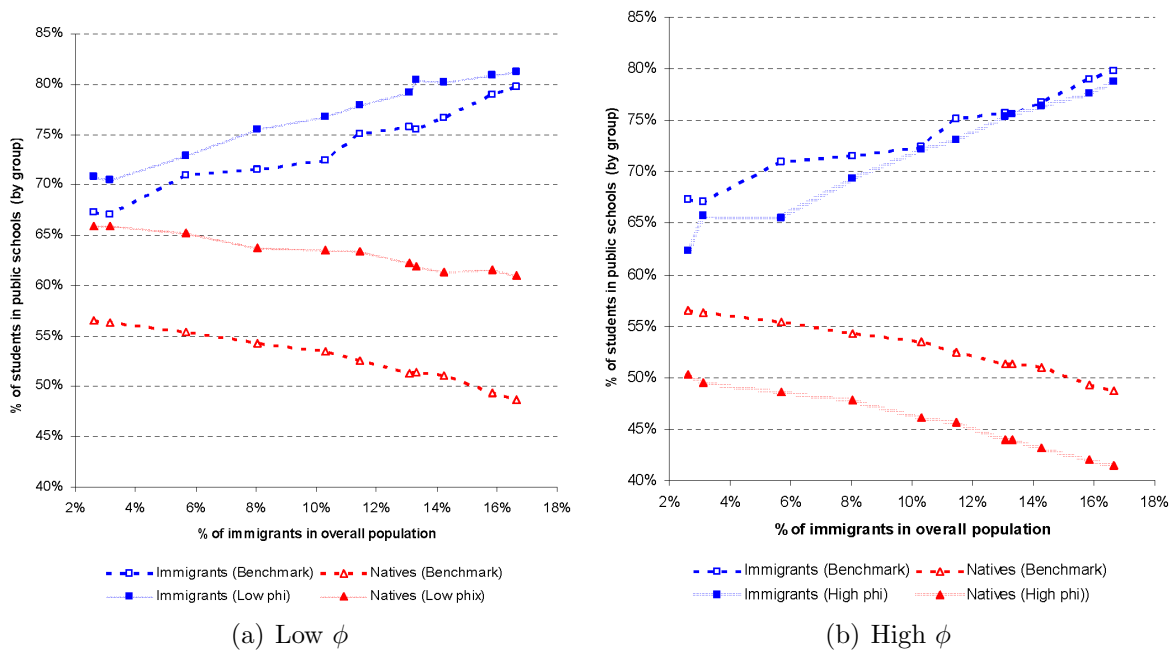 85%
80%
75%
70%
65%
60%
55%
50%
45%
40%
% of students in public schools (by group)
2% 4% 6% 8% 10% 12% 14% 16% 18%
% of immigrants in overall population
Immigrants (Benchmark) Natives (Benchmark)
Immigrants (Low phi) Natives (Low phix)
(a) Low ϕ
85%
80%
75%
70%
65%
60%
55%
50%
45%
40%
% of students in public schools (by group)
2% 4% 6% 8% 10% 12% 14% 16% 18%
% of immigrants in overall population
Immigrants (Benchmark) Natives (Benchmark)
Immigrants (High phi) Natives (High phi))
(b) High ϕ